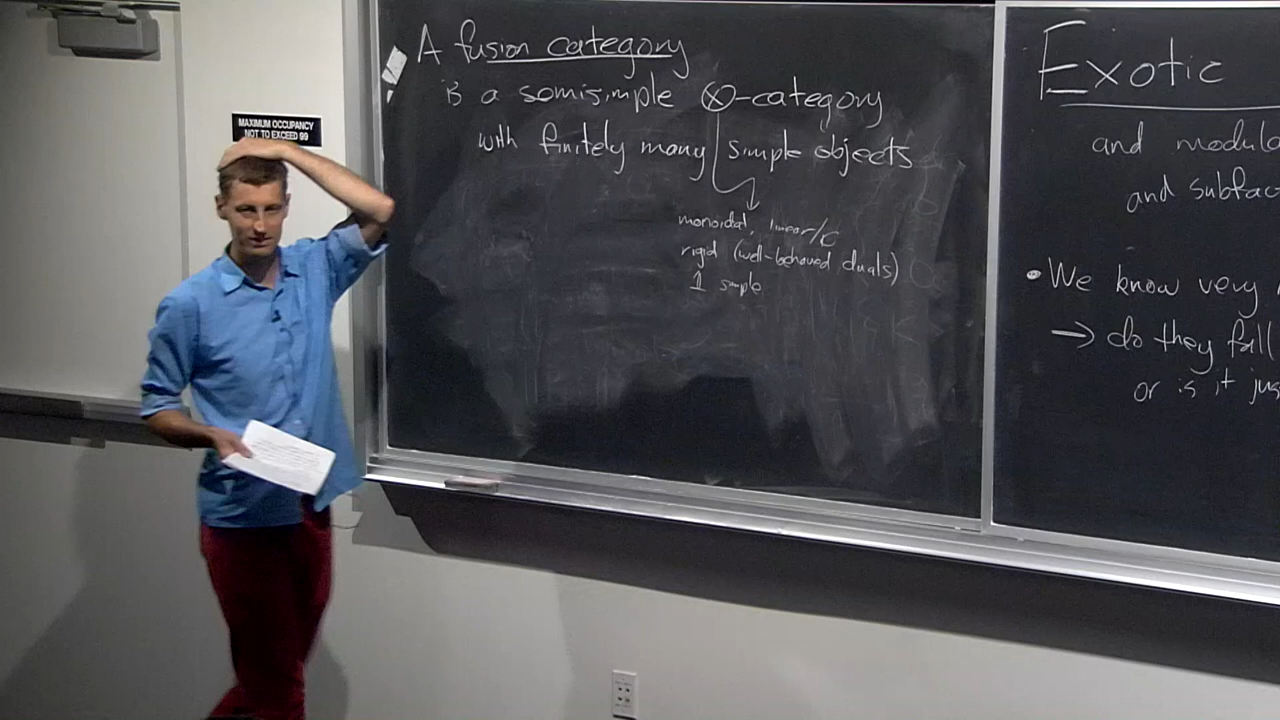 MAXIMUM OCCUPANCY
NOT TO EXCEED 99
A fusion category
is a semisimple ⊗-category
with finitely many simple objects
monoidal, linear/ℂ
rigid (well-behaved duals)
1 simple
Exotic
and modula
and subfac
• We know very
→ do they fall
or is it jus